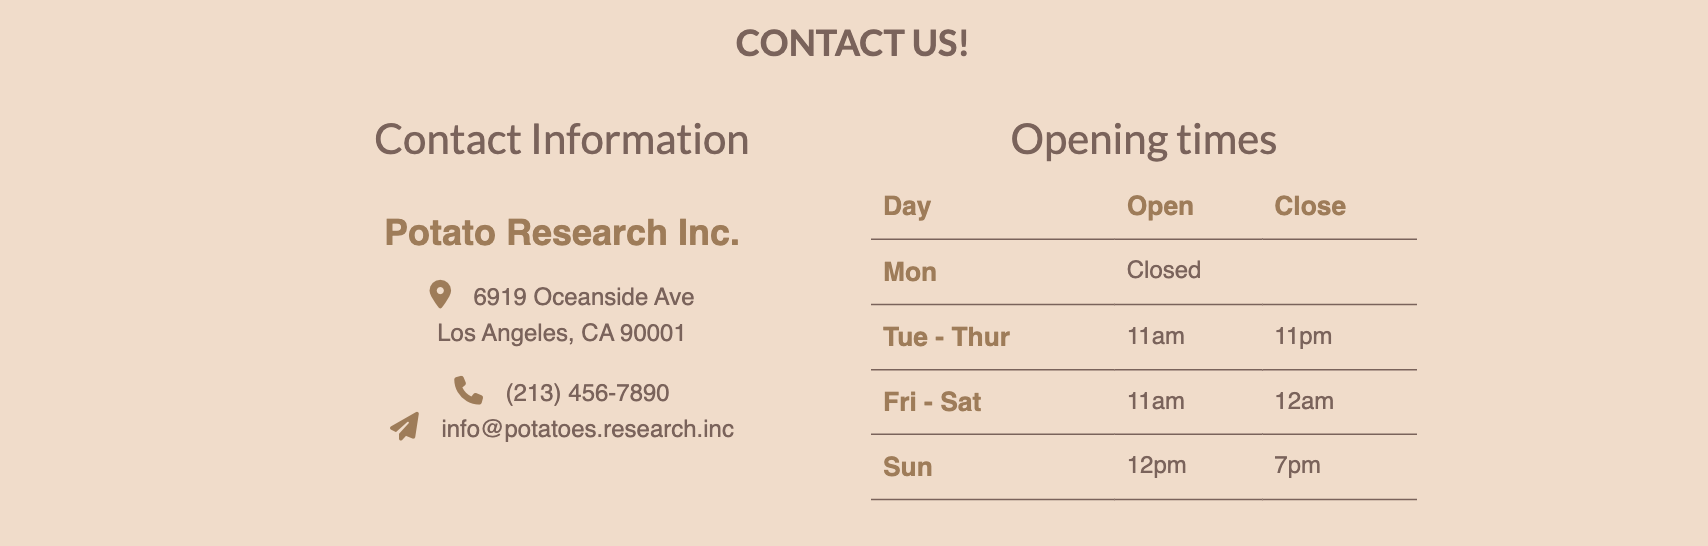 CONTACT US!
Contact Information
Potato Research Inc.
6919 Oceanside Ave
Los Angeles, CA 90001
(213) 456-7890
info@potatoes.research.inc
Opening times
Day Open Close
Mon Closed
Tue - Thur 11am 11pm
Fri - Sat 11am 12am
Sun 12pm 7pm